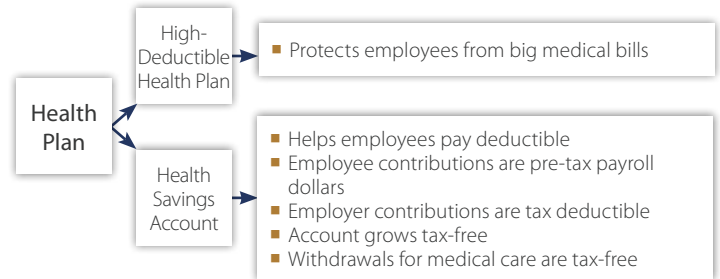 High-
Deductible
Health Plan
■ Protects employees from big medical bills
Health
Plan
Health
Savings
Account
■ Helps employees pay deductible
■ Employee contributions are pre-tax payroll
dollars
■ Employer contributions are tax deductible
■ Account grows tax-free
■ Withdrawals for medical care are tax-free